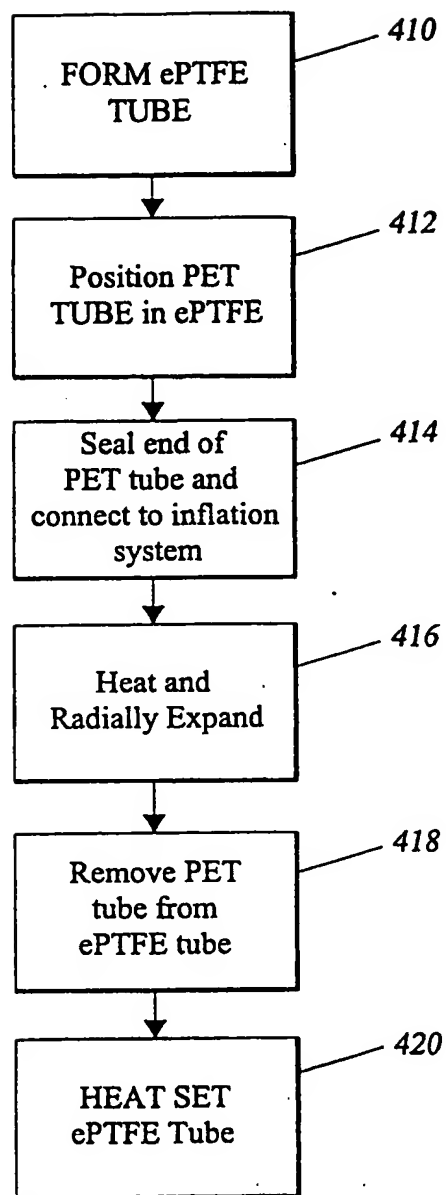 410
FORM ePTFE
TUBE
412
Position PET
TUBE in ePTFE
414
Seal end of
PET tube and
connect to inflation
system
416
Heat and
Radially Expand
418
Remove PET
tube from
ePTFE tube
420
HEAT SET
ePTFE Tube